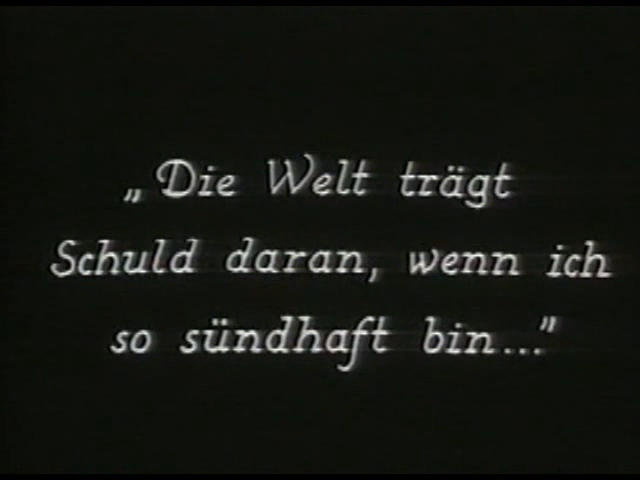 „Die Welt trägt
Schuld daran, wenn ich
so sündhaft bin..."